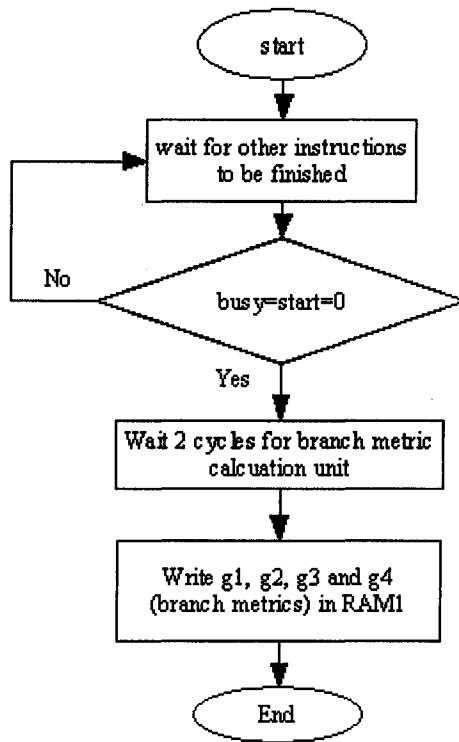 start
wait for other instructions
to be finished
No
busy=start=0
Yes
Wait 2 cycles for branch metric
calcuation unit
Write g1, g2, g3 and g4
(branch metrics) in RAM1
End